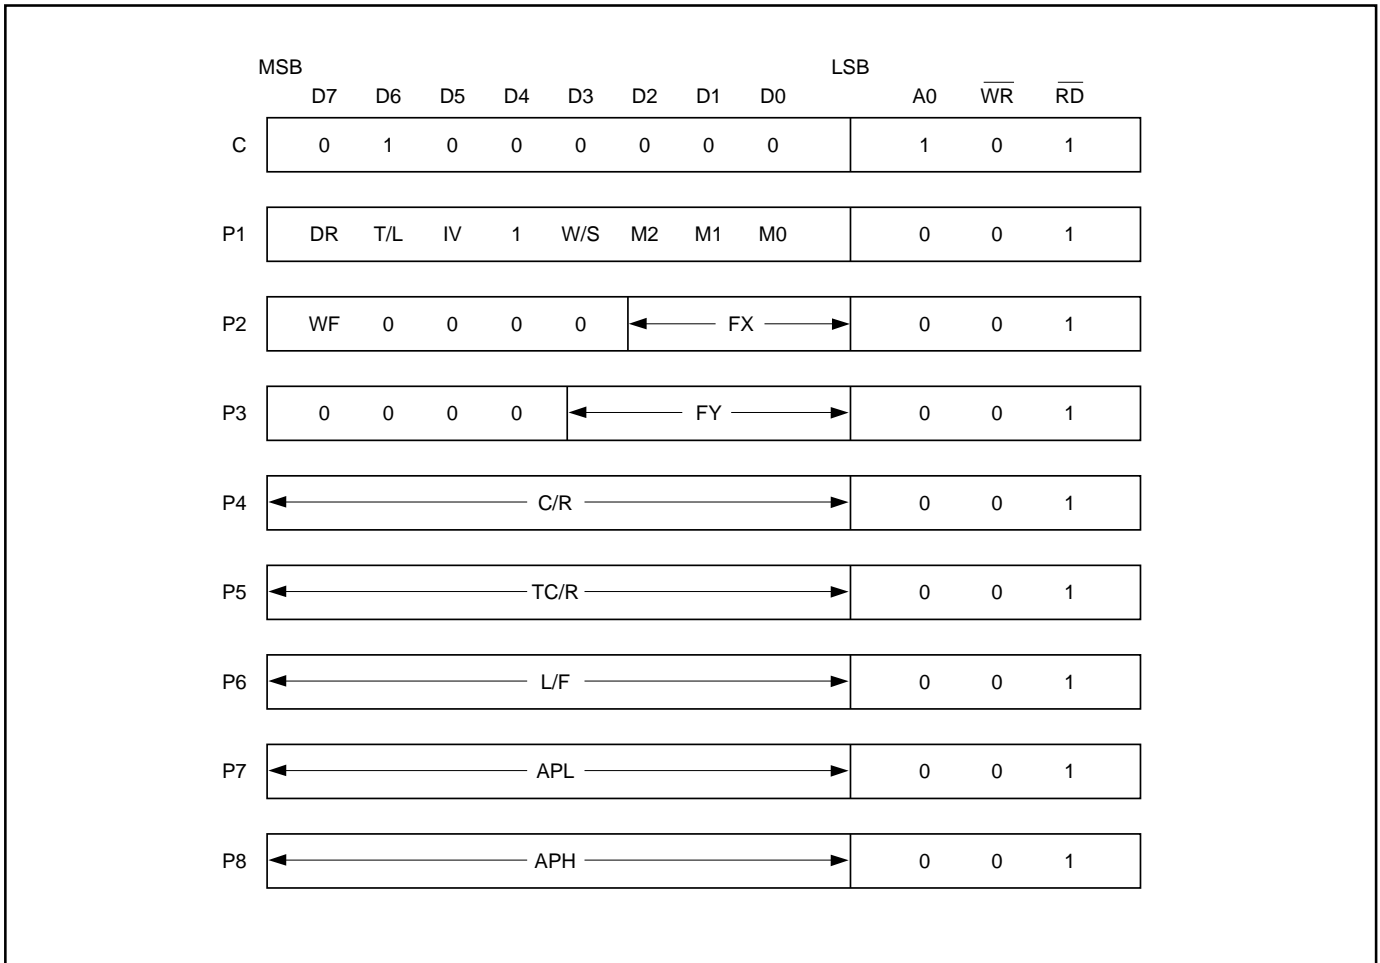 MSB LSB
D7 D6 D5 D4 D3 D2 D1 D0 A0 W̅R̅ R̅D̅
C 0 1 0 0 0 0 0 0 1 0 1
P1 DR T/L IV 1 W/S M2 M1 M0 0 0 1
P2 WF 0 0 0 0 FX 0 0 1
P3 0 0 0 0 FY 0 0 1
P4 C/R 0 0 1
P5 TC/R 0 0 1
P6 L/F 0 0 1
P7 APL 0 0 1
P8 APH 0 0 1